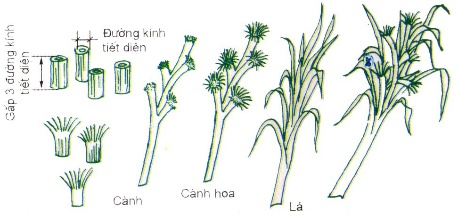 Đường kính
tiết diện
Gấp 3 đường kính
tiết diện
Cành
Cành hoa
Lá